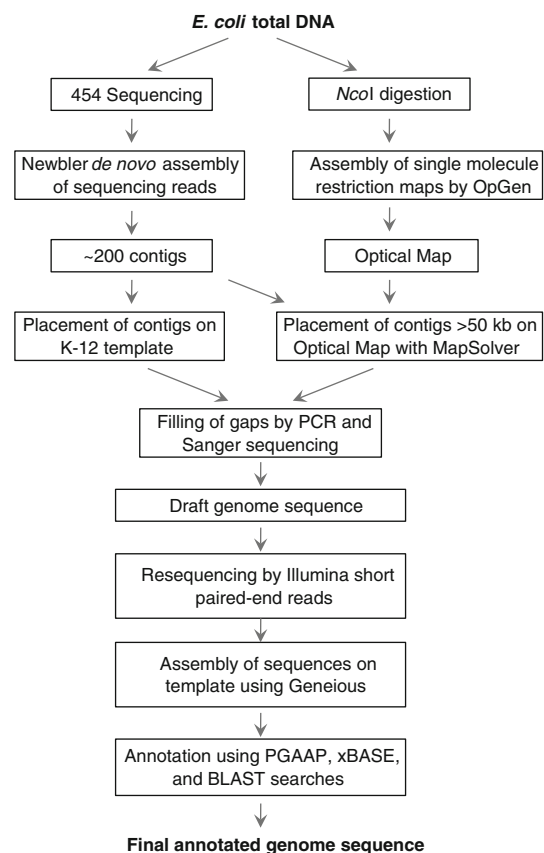 E. coli total DNA
454 Sequencing
NcoI digestion
Newbler de novo assembly
of sequencing reads
Assembly of single molecule
restriction maps by OpGen
~200 contigs
Optical Map
Placement of contigs on
K-12 template
Placement of contigs >50 kb on
Optical Map with MapSolver
Filling of gaps by PCR and
Sanger sequencing
Draft genome sequence
Resequencing by Illumina short
paired-end reads
Assembly of sequences on
template using Geneious
Annotation using PGAAP, xBASE,
and BLAST searches
Final annotated genome sequence